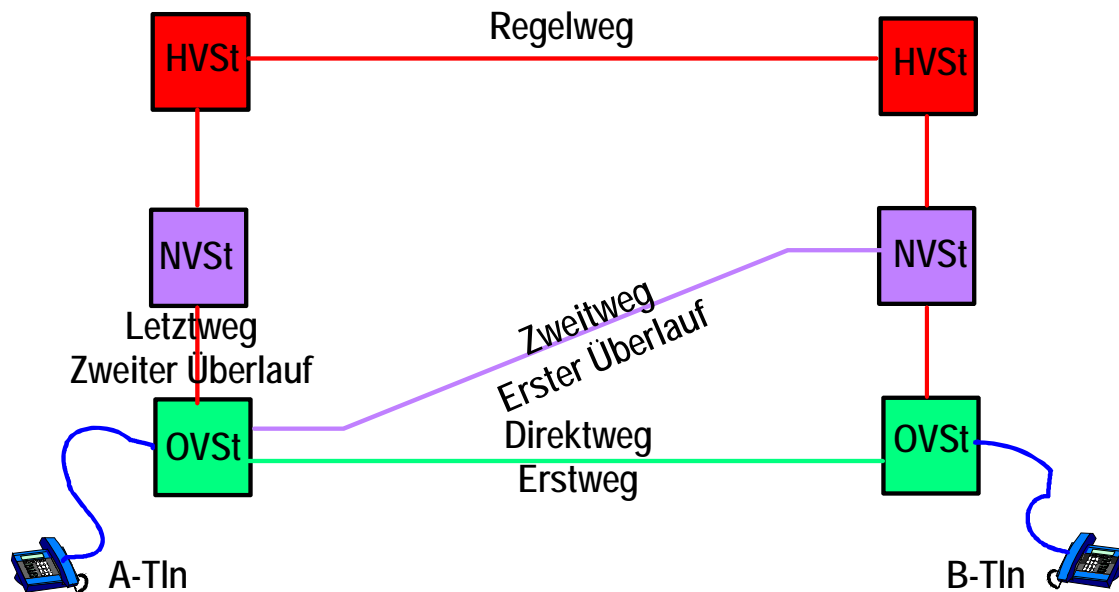 Regelweg
HVSt
HVSt
NVSt
NVSt
Letztweg
Zweiter Überlauf
Zweitweg
Erster Überlauf
OVSt
Direktweg
OVSt
Erstweg
A-Tln
B-Tln